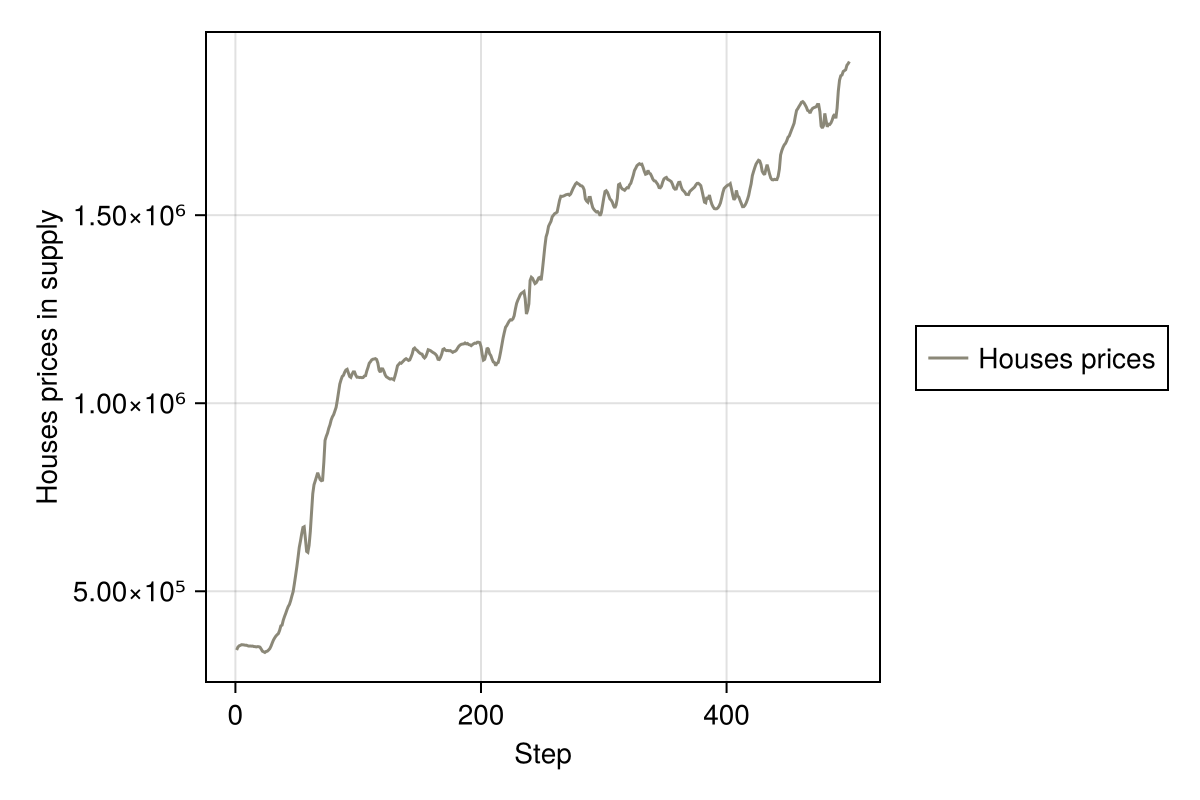 Houses prices in supply
1.50×10⁶
1.00×10⁶
5.00×10⁵
0 200 400
Step
Houses prices